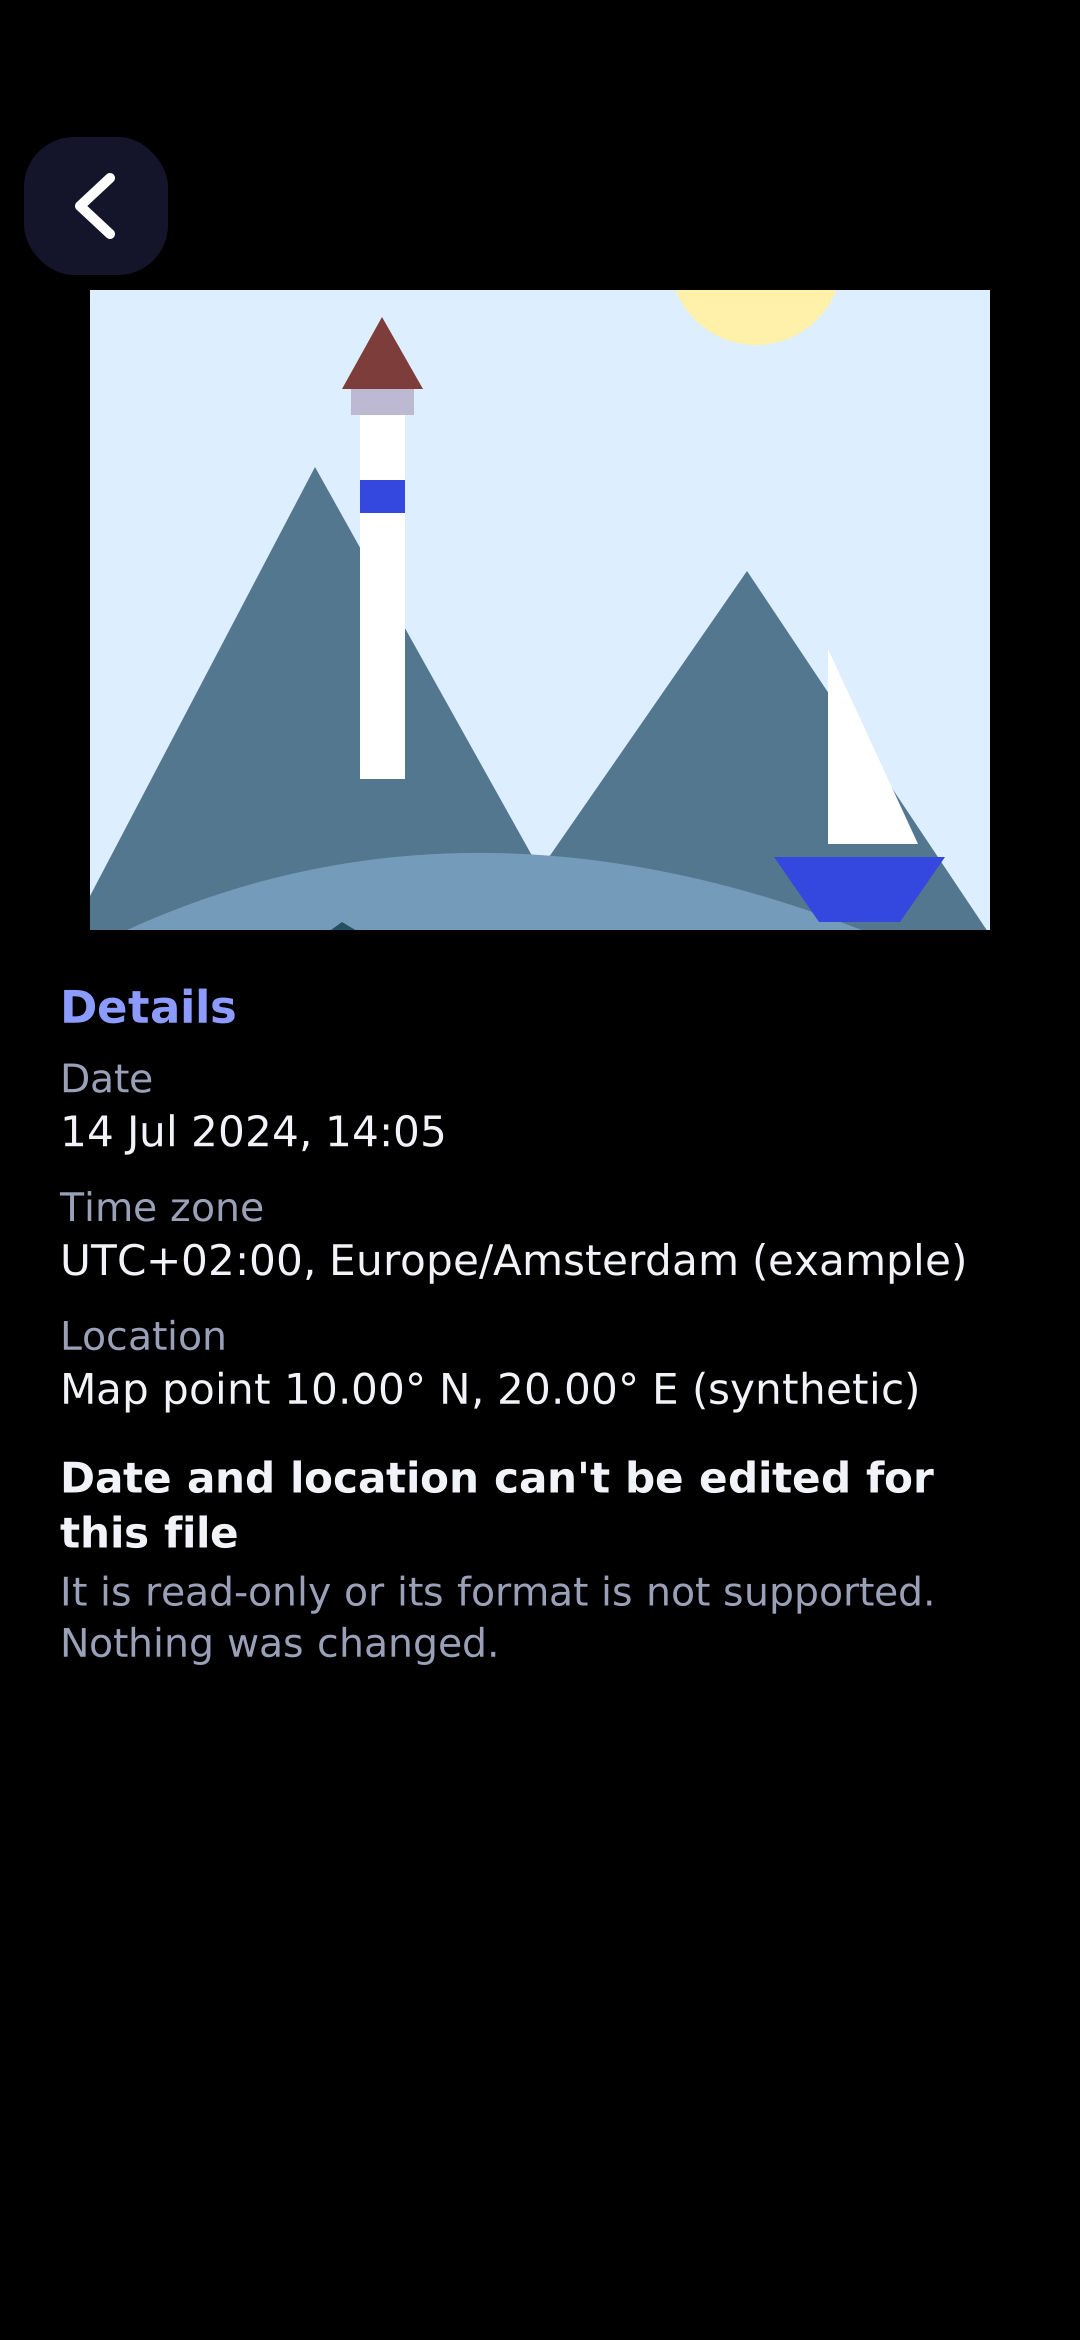 Details
Date
14 Jul 2024, 14:05
Time zone
UTC+02:00, Europe/Amsterdam (example)
Location
Map point 10.00° N, 20.00° E (synthetic)
Date and location can't be edited for
this file
It is read-only or its format is not supported.
Nothing was changed.